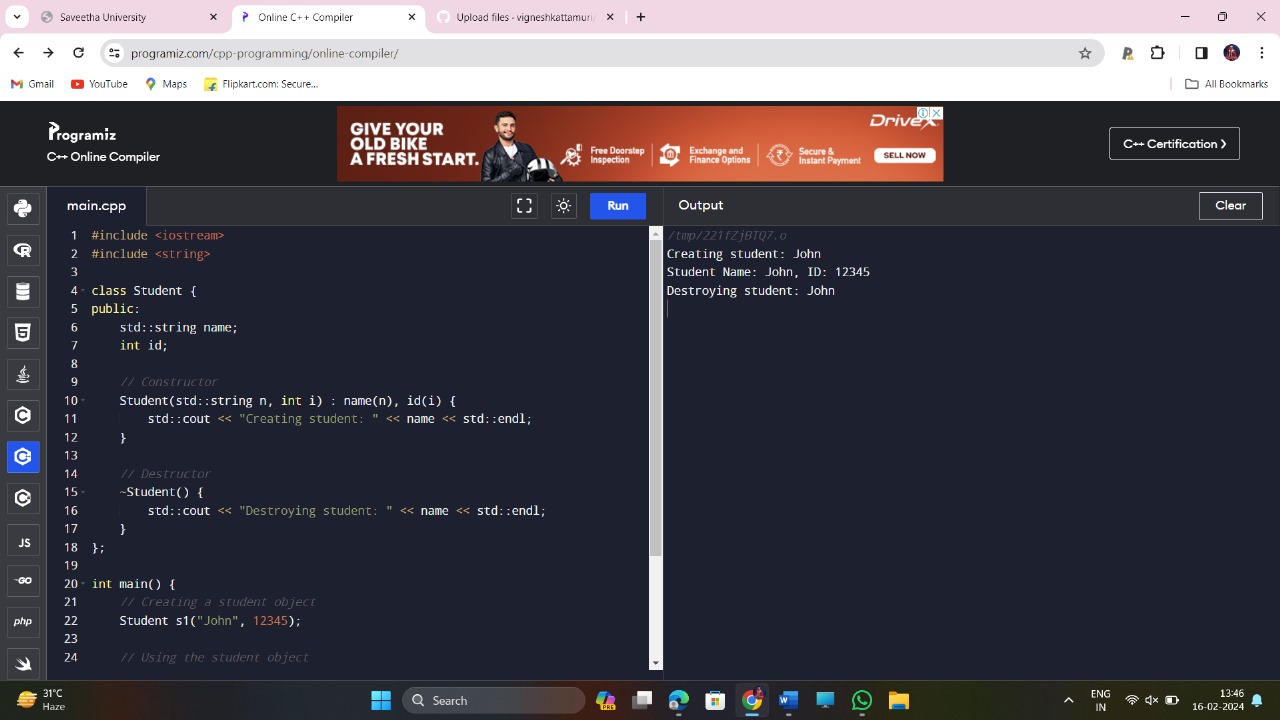 Saveetha University
Online C++ Compiler
Upload files · vigneshkattamuri
programiz.com/cpp-programming/online-compiler/
Gmail
YouTube
Maps
Flipkart.com: Secure...
All Bookmarks
Programiz
C++ Online Compiler
GIVE YOUR
OLD BIKE
A FRESH START.
Free Doorstep
Inspection
Exchange and
Finance Options
Secure &
Instant Payment
DriveX
SELL NOW
C++ Certification
main.cpp
Run
Output
Clear
1 #include <iostream>
2 #include <string>
3
4 class Student {
5 public:
6     std::string name;
7     int id;
8
9     // Constructor
10     Student(std::string n, int i) : name(n), id(i) {
11         std::cout << "Creating student: " << name << std::endl;
12     }
13
14     // Destructor
15     ~Student() {
16         std::cout << "Destroying student: " << name << std::endl;
17     }
18 };
19
20 int main() {
21     // Creating a student object
22     Student s1("John", 12345);
23
24     // Using the student object
/tmp/221fZjBTQ7.o
Creating student: John
Student Name: John, ID: 12345
Destroying student: John
JS
GO
php
31°C
Haze
Search
PRE
ENG
IN
13:46
16-02-2024